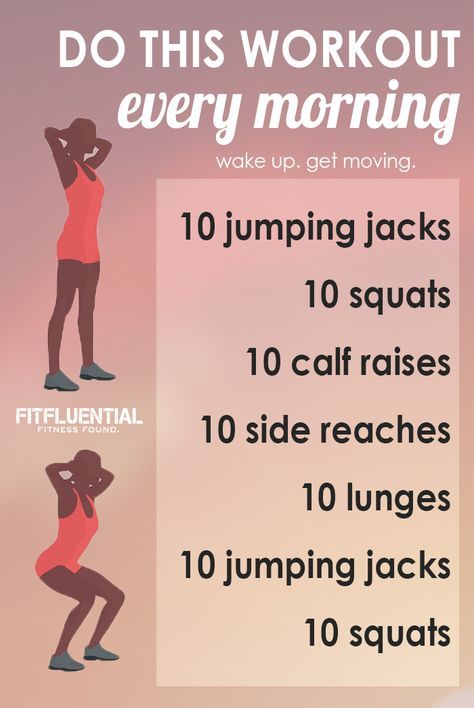 DO THIS WORKOUT
every morning
wake up. get moving.
10 jumping jacks
10 squats
10 calf raises
FITFLUENTIAL
FITNESS FOUND.
10 side reaches
10 lunges
10 jumping jacks
10 squats